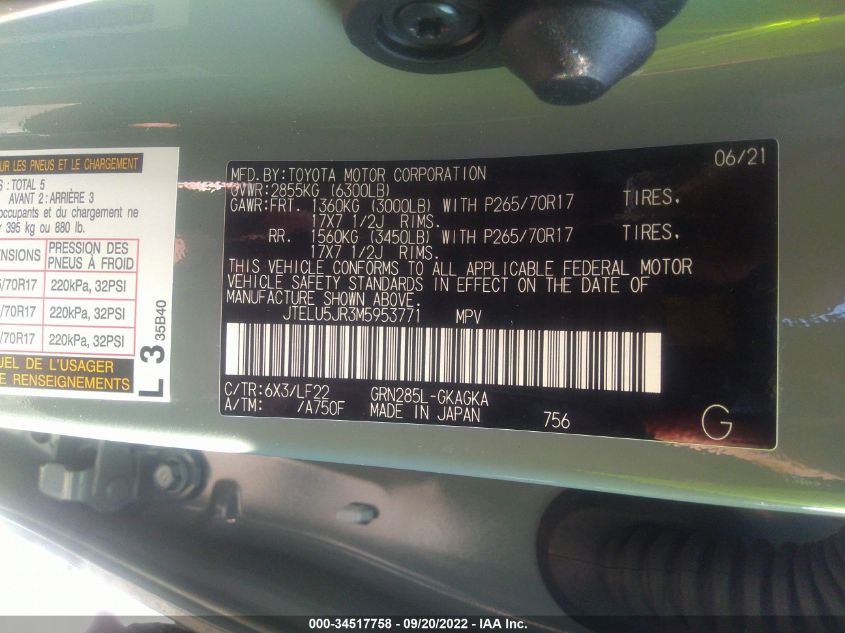 UR LES PNEUS ET LE CHARGEMENT
S : TOTAL 5
AVANT 2 : ARRIÈRE 3
occupants et du chargement ne
r 395 kg ou 880 lb.
ENSIONS PRESSION DES PNEUS À FROID
/70R17 220kPa, 32PSI
/70R17 220kPa, 32PSI
/70R17 220kPa, 32PSI
UEL DE L'USAGER
E RENSEIGNEMENTS
L 3 35B40
06/21
MFD.BY:TOYOTA MOTOR CORPORATION
GVWR:2855KG (6300LB)
GAWR:FRT. 1360KG (3000LB) WITH P265/70R17 TIRES.
17X7 1/2J RIMS.
RR. 1560KG (3450LB) WITH P265/70R17 TIRES.
17X7 1/2J RIMS.
THIS VEHICLE CONFORMS TO ALL APPLICABLE FEDERAL MOTOR
VEHICLE SAFETY STANDARDS IN EFFECT ON THE DATE OF
MANUFACTURE SHOWN ABOVE.
JTELU5JR3M5953771 MPV
C/TR:6X3/LF22 GRN285L-GKAGKA
A/TM: /A750F MADE IN JAPAN 756
G
000-34517758 - 09/20/2022 - IAA Inc.